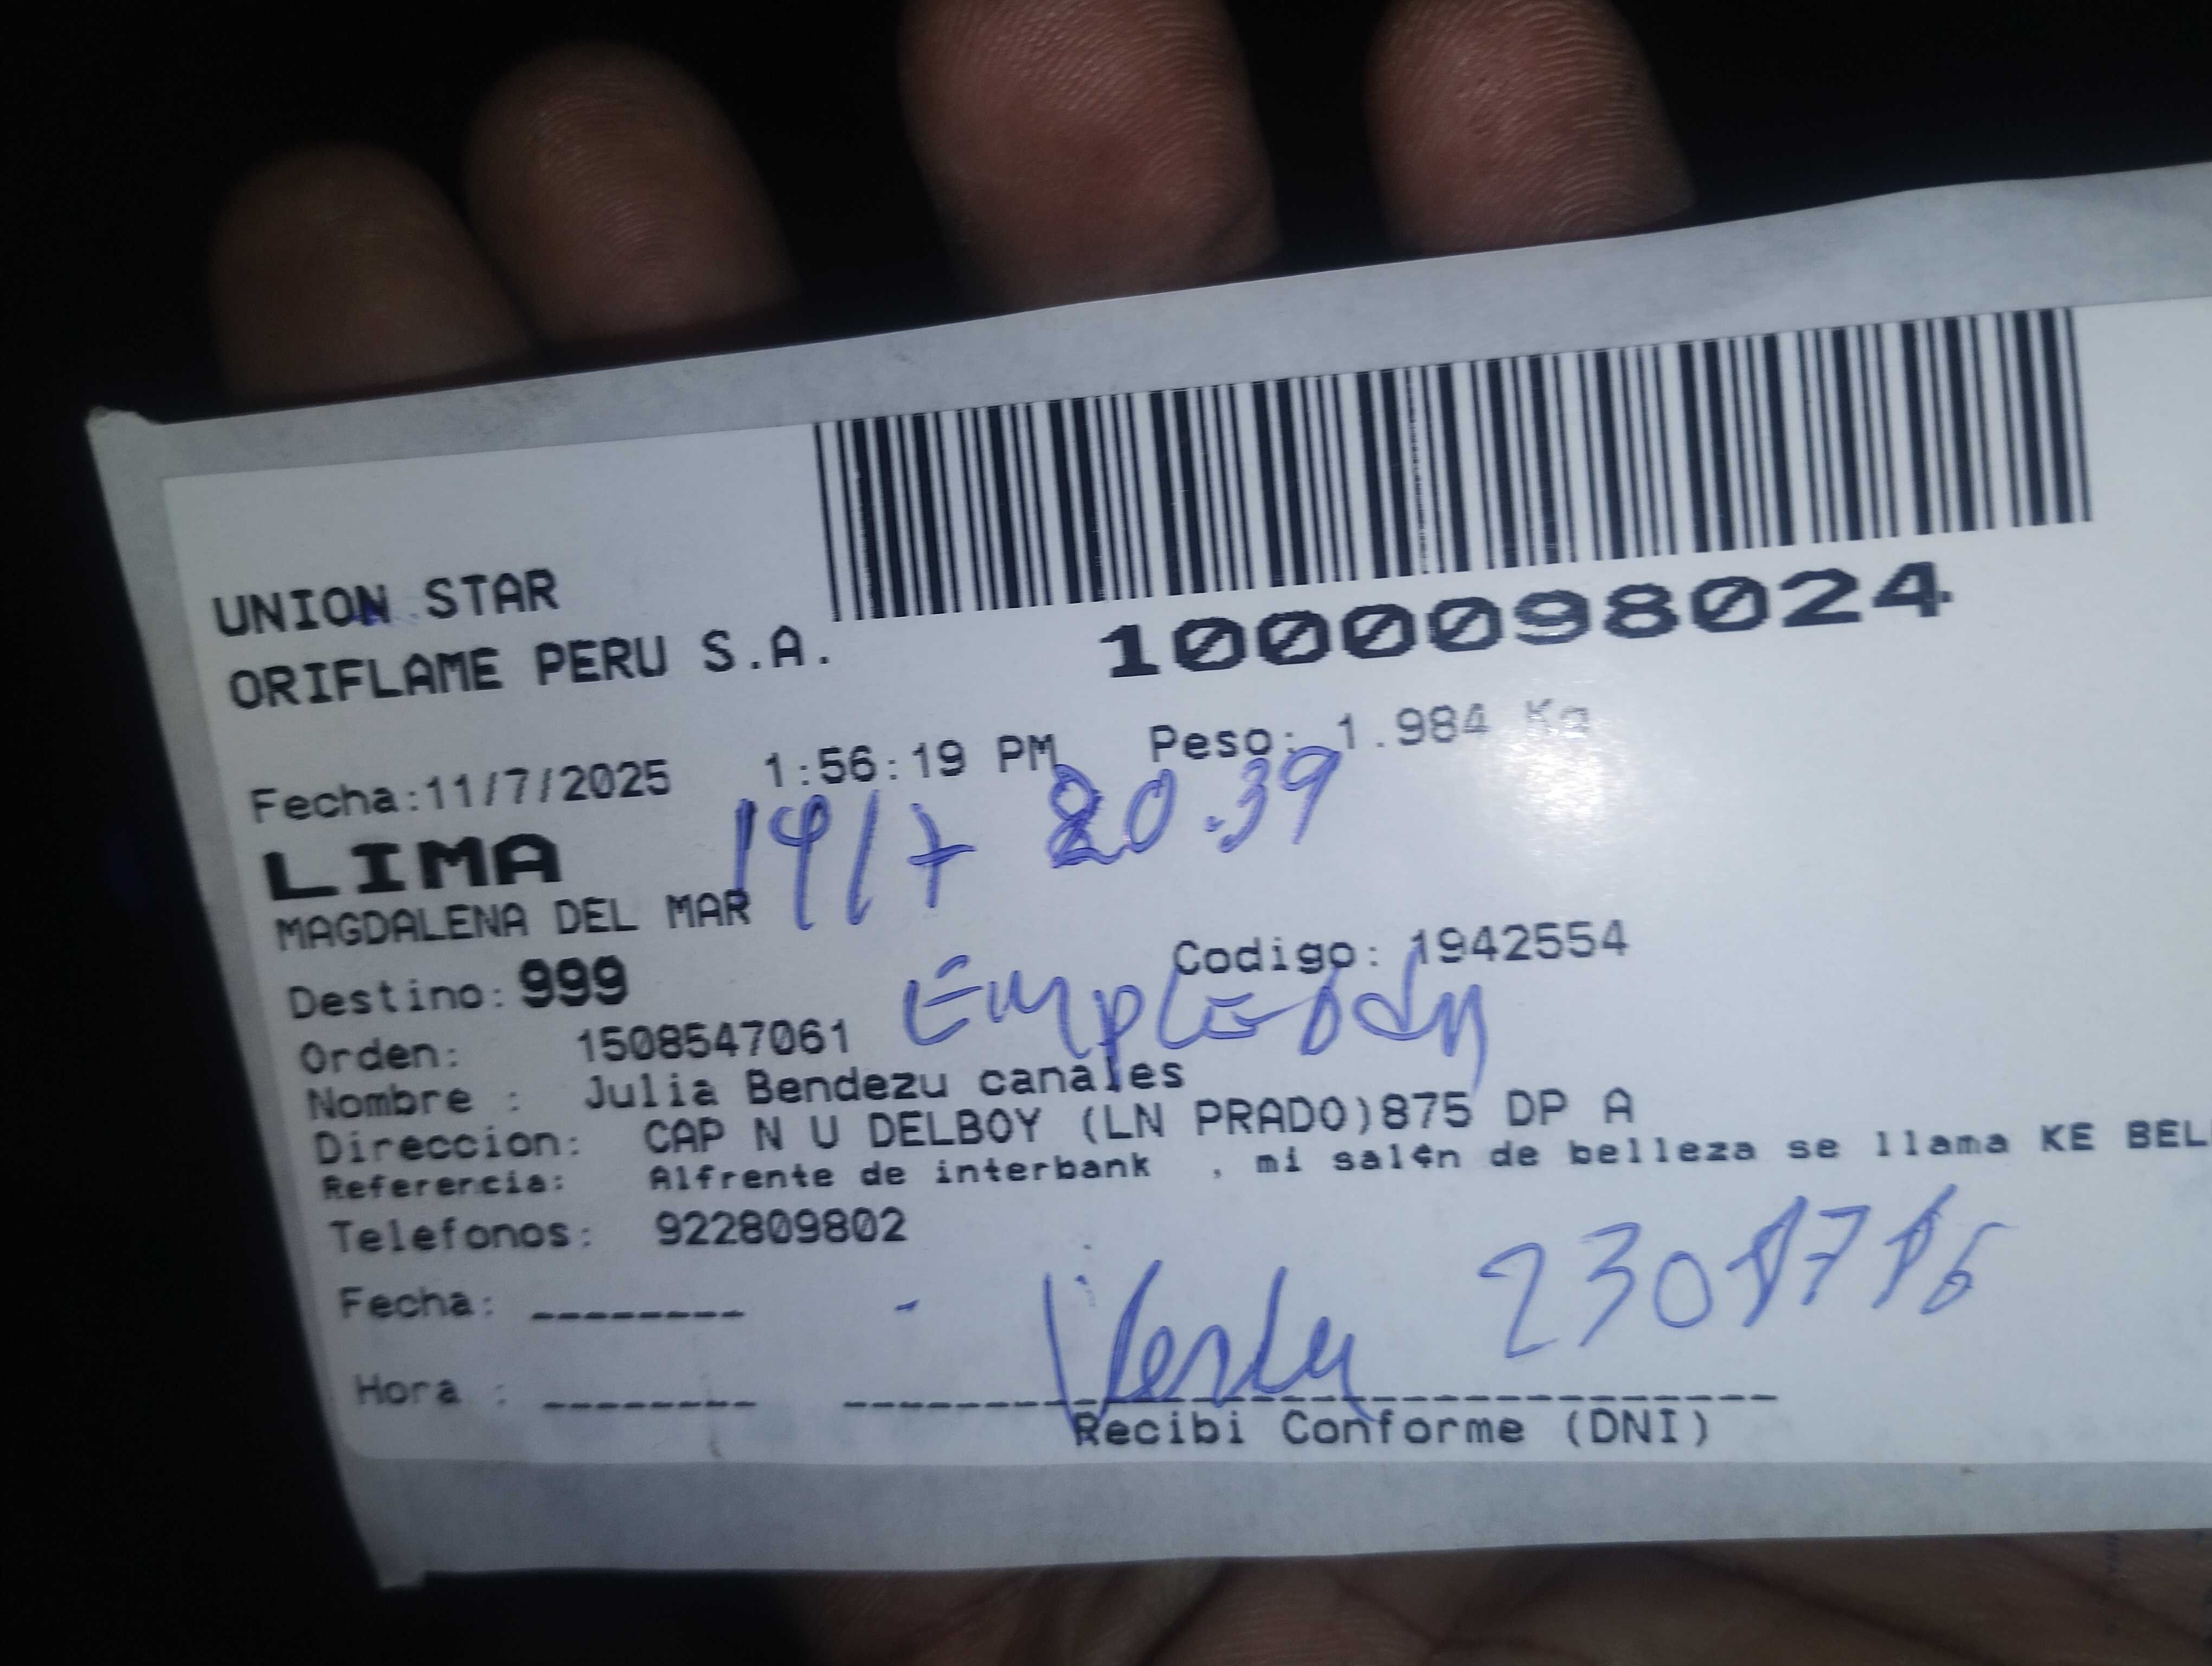 UNION STAR
ORIFLAME PERU S.A.
1000098024
Fecha:11/7/2025 1:56:19 PM Peso: 1.984 Kg
LIMA 14/7 20.39
MAGDALENA DEL MAR
Destino: 999 Codigo: 1942554
Orden: 1508547061
Nombre : Julia Bendezu canales
Direccion: CAP N U DELBOY (LN PRADO)875 DP A
Referencia: Alfrente de interbank , mi sal¢n de belleza se llama KE BEL
Telefonos: 922809802
Fecha: --------
Hora : --------
Recibi Conforme (DNI)